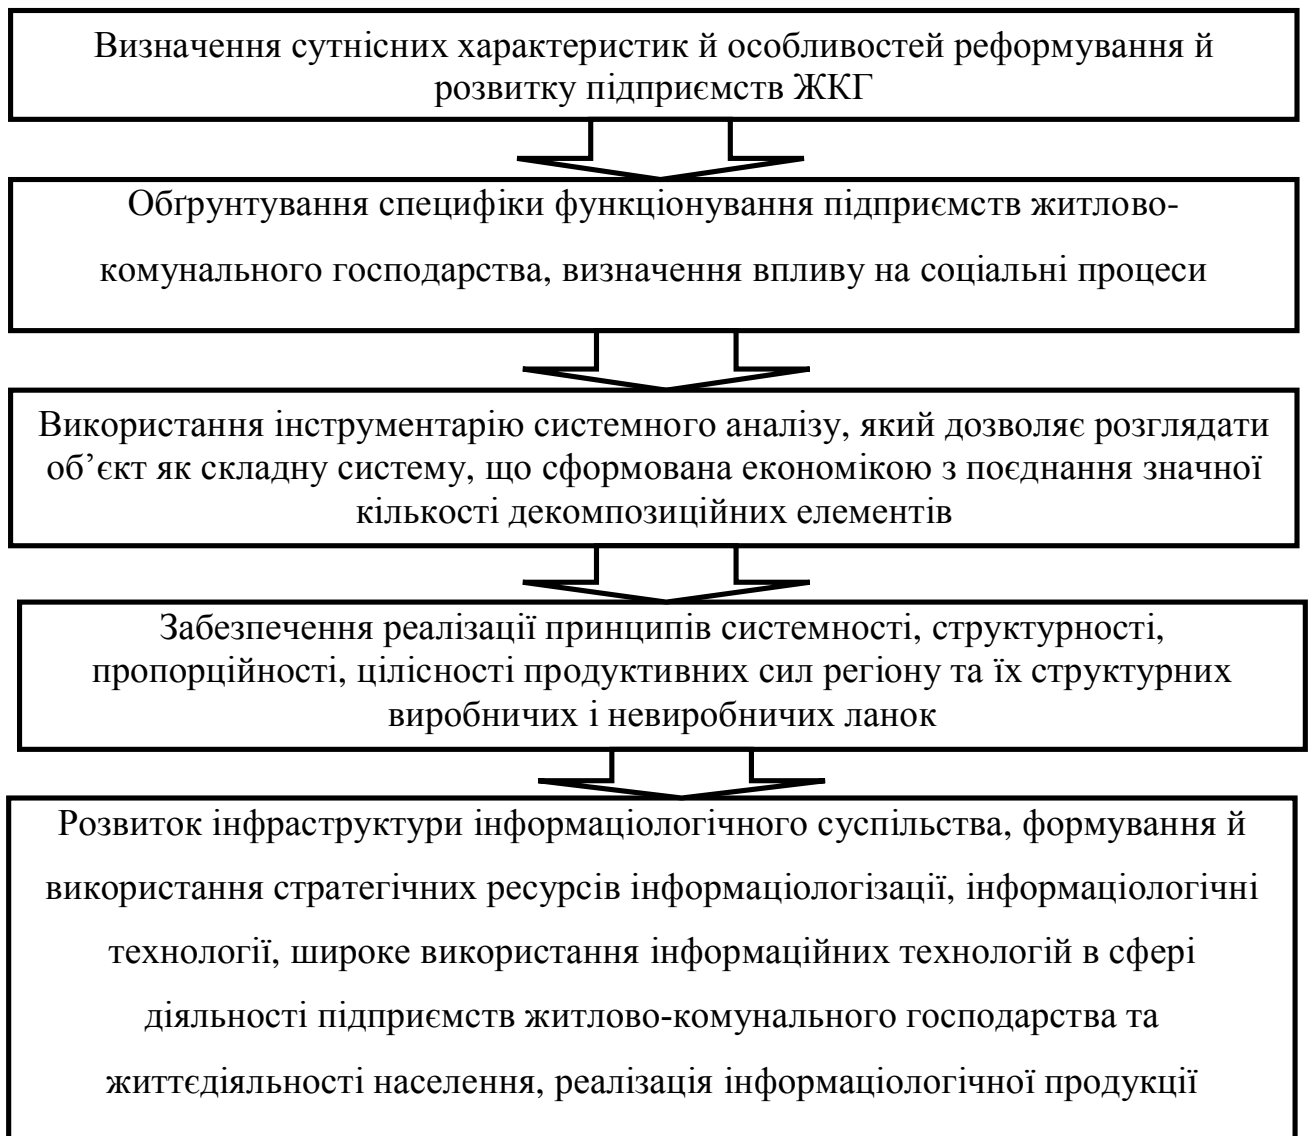 Визначення сутнісних характеристик й особливостей реформування й
розвитку підприємств ЖКГ
Обґрунтування специфіки функціонування підприємств житлово-
комунального господарства, визначення впливу на соціальні процеси
Використання інструментарію системного аналізу, який дозволяє розглядати
об’єкт як складну систему, що сформована економікою з поєднання значної
кількості декомпозиційних елементів
Забезпечення реалізації принципів системності, структурності,
пропорційності, цілісності продуктивних сил регіону та їх структурних
виробничих і невиробничих ланок
Розвиток інфраструктури інформаціологічного суспільства, формування й
використання стратегічних ресурсів інформаціологізації, інформаціологічні
технології, широке використання інформаційних технологій в сфері
діяльності підприємств житлово-комунального господарства та
життєдіяльності населення, реалізація інформаціологічної продукції